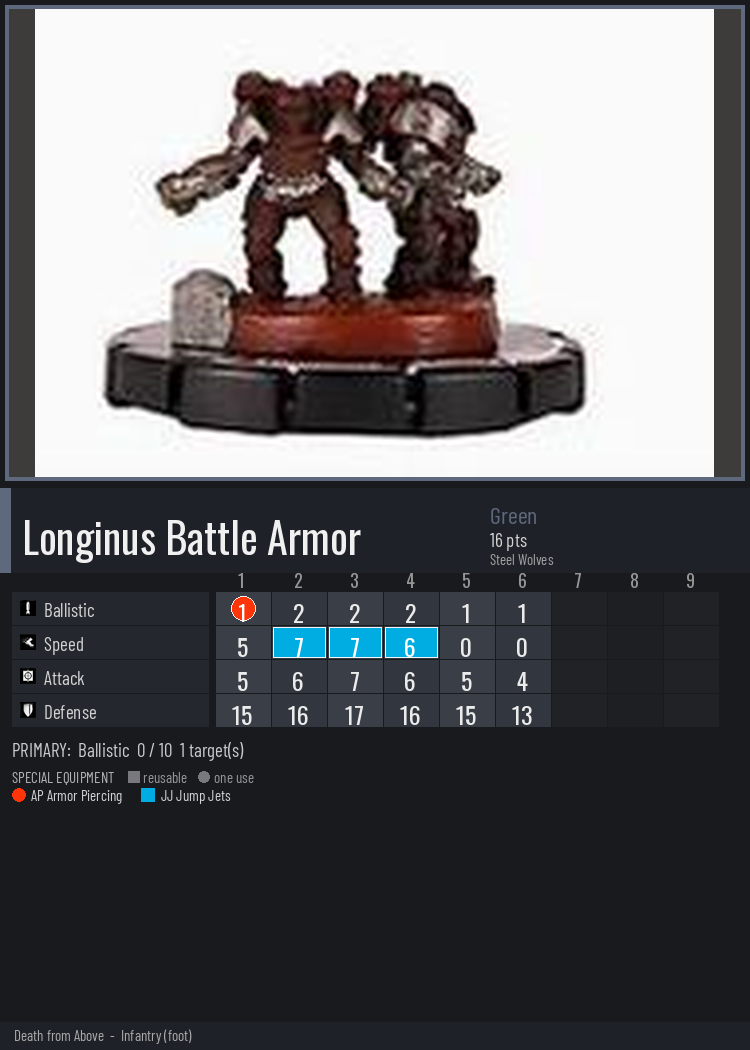 Longinus Battle Armor
Green
16 pts
Steel Wolves
1 2 3 4 5 6 7 8 9
Ballistic 1 2 2 2 1 1
Speed 5 7 7 6 0 0
Attack 5 6 7 6 5 4
Defense 15 16 17 16 15 13
PRIMARY: Ballistic 0 / 10 1 target(s)
SPECIAL EQUIPMENT reusable one use
AP Armor Piercing JJ Jump Jets
Death from Above - Infantry (foot)